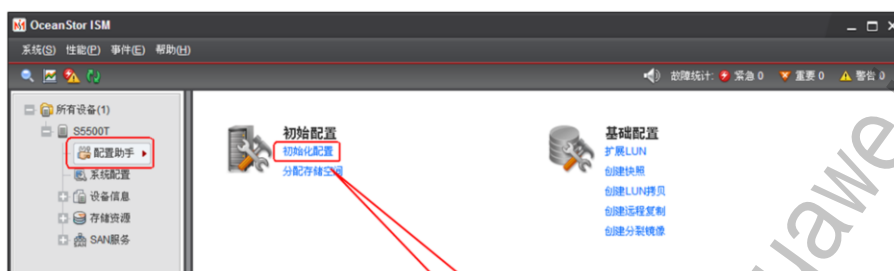 OceanStor ISM
系统(S) 性能(P) 事件(E) 帮助(H)
故障统计: 紧急 0 重要 0 警告 0
所有设备(1)
S5500T
配置助手
系统配置
设备信息
存储资源
SAN服务
初始配置
初始化配置
分配存储空间
基础配置
扩展LUN
创建快照
创建LUN拷贝
创建远程复制
创建分裂镜像
uawe